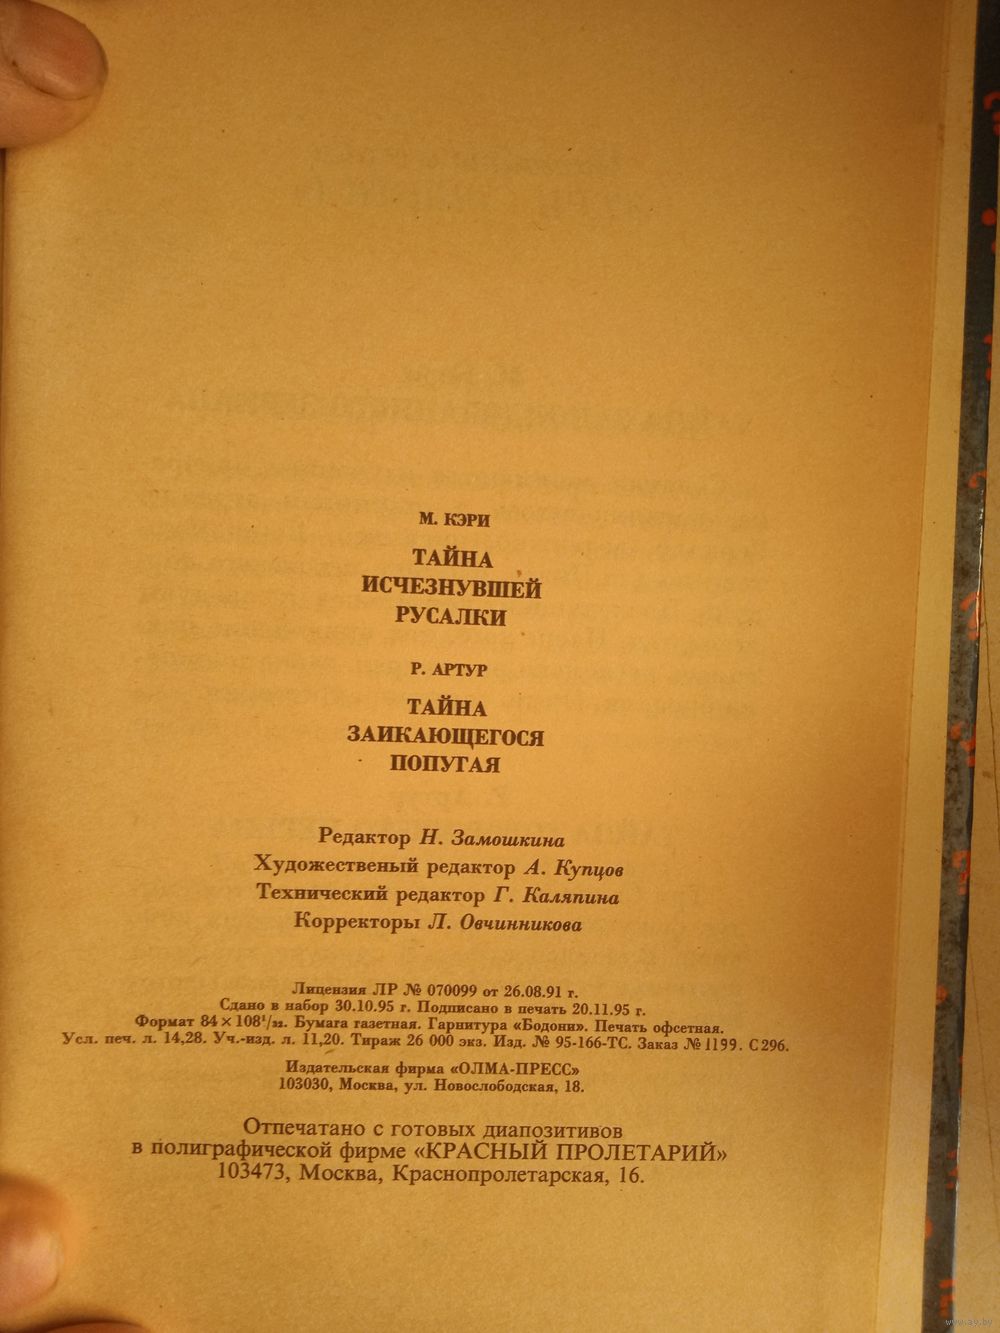 М. КЭРИ
ТАЙНА
ИСЧЕЗНУВШЕЙ
РУСАЛКИ
Р. АРТУР
ТАЙНА
ЗАИКАЮЩЕГОСЯ
ПОПУГАЯ
Редактор Н. Замошкина
Художественый редактор А. Купцов
Технический редактор Г. Каляпина
Корректоры Л. Овчинникова
Лицензия ЛР № 070099 от 26.08.91 г.
Сдано в набор 30.10.95 г. Подписано в печать 20.11.95 г.
Формат 84×108¹/₃₂. Бумага газетная. Гарнитура «Бодони». Печать офсетная.
Усл. печ. л. 14,28. Уч.-изд. л. 11,20. Тираж 26 000 экз. Изд. № 95-166-ТС. Заказ № 1199. С 296.
Издательская фирма «ОЛМА-ПРЕСС»
103030, Москва, ул. Новослободская, 18.
Отпечатано с готовых диапозитивов
в полиграфической фирме «КРАСНЫЙ ПРОЛЕТАРИЙ»
103473, Москва, Краснопролетарская, 16.
www.ay.by